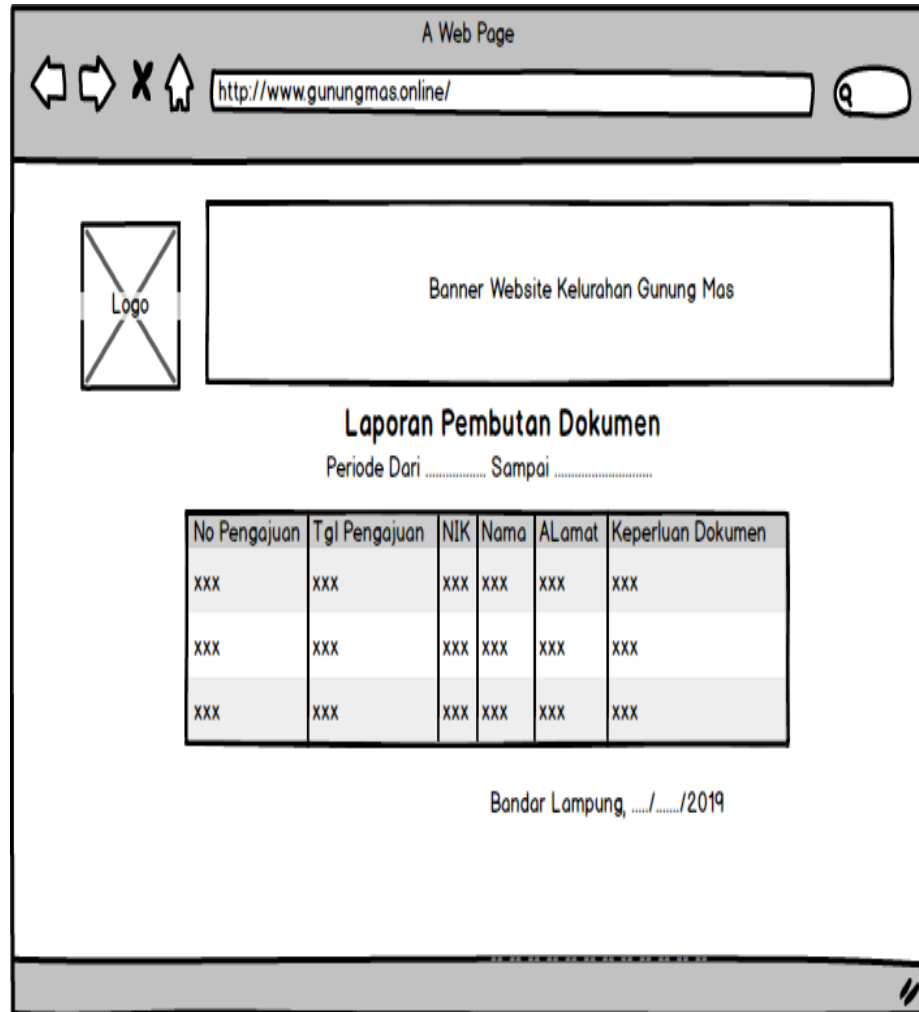 A Web Page
http://www.gunungmas.online/
Logo
Banner Website Kelurahan Gunung Mas
Laporan Pembutan Dokumen
Periode Dari ................. Sampai ............................
No Pengajuan Tgl Pengajuan NIK Nama ALamat Keperluan Dokumen
xxx xxx xxx xxx xxx xxx
xxx xxx xxx xxx xxx xxx
xxx xxx xxx xxx xxx xxx
Bandar Lampung, ...../......./2019